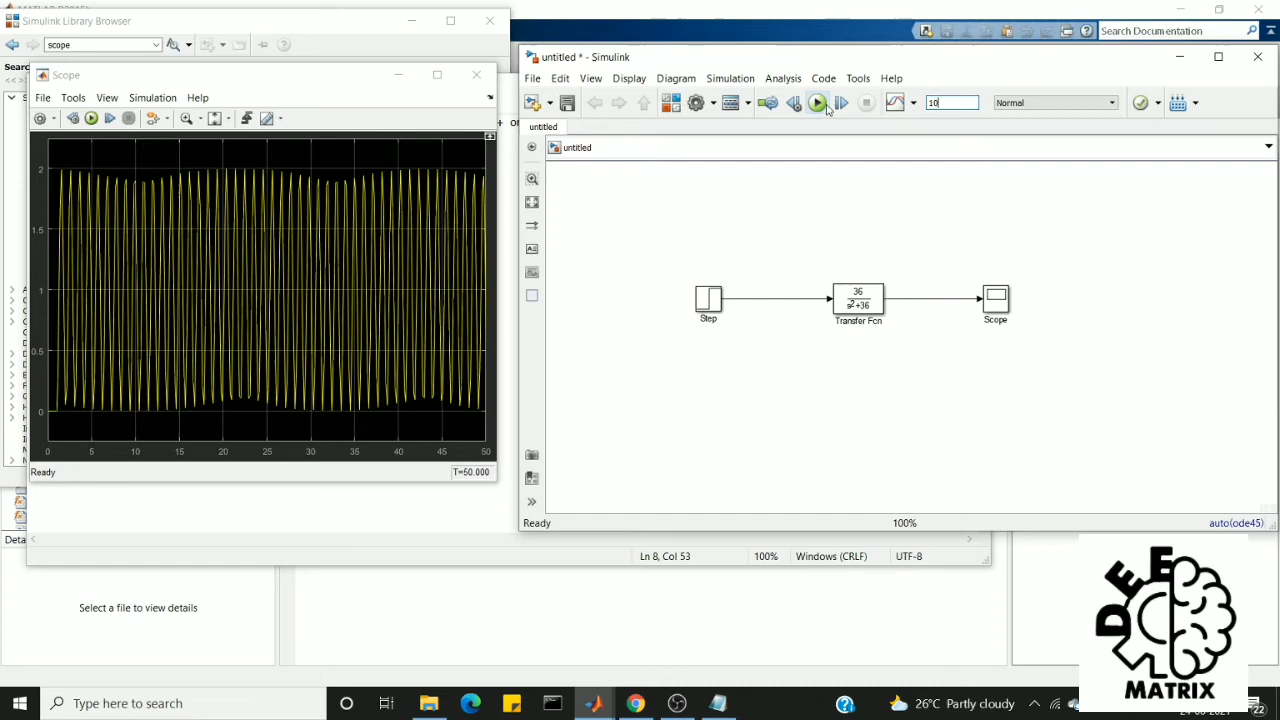 Simulink Library Browser
scope
Scope
File Tools View Simulation Help
2
1.5
1
0.5
0
0 5 10 15 20 25 30 35 40 45 50
Ready
T=50.000
untitled * - Simulink
File Edit View Display Diagram Simulation Analysis Code Tools Help
10
Normal
untitled
untitled
36
s²+36
Step
Transfer Fcn
Scope
Ready
100%
auto(ode45)
Search Documentation
Ln 8, Col 53
100%
Windows (CRLF)
UTF-8
Select a file to view details
Type here to search
26°C Partly cloudy
22
DEE
MATRIX